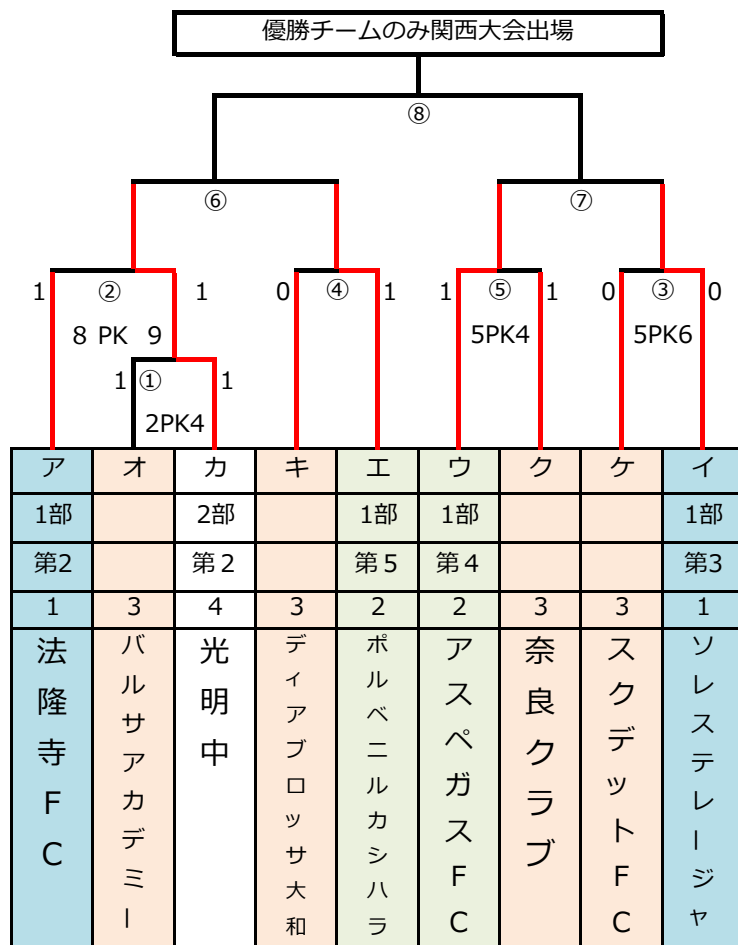 優勝チームのみ関西大会出場
⑧
⑥ ⑦
1 ② 1 0 ④ 1 1 ⑤ 1 0 ③ 0
8 PK 9 5PK4 5PK6
1 ① 1
2PK4
ア オ カ キ エ ウ ク ケ イ
1部 2部 1部 1部 1部
第2 第２ 第５ 第４ 第3
1 3 4 3 2 2 3 3 1
法隆寺FC
バルサアカデミー
光明中
ディアブロッサ大和
ポルベニルカシハラ
アスペガスFC
奈良クラブ
スクデットFC
ソレステレージャ